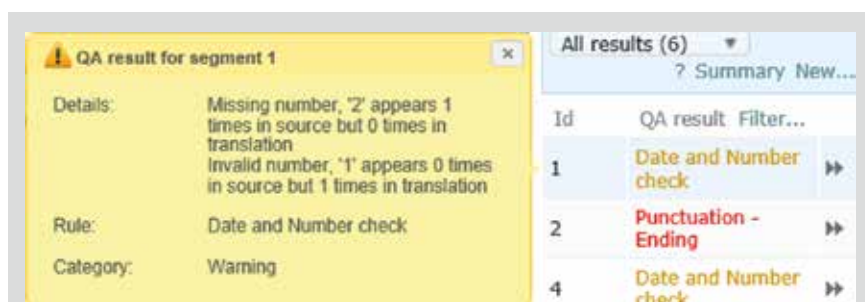 QA result for segment 1
×
Details:
Missing number, '2' appears 1
times in source but 0 times in
translation
Invalid number, '1' appears 0 times
in source but 1 times in translation
Rule:
Date and Number check
Category:
Warning
All results (6)
? Summary New...
Id
QA result Filter...
1
Date and Number
check
2
Punctuation -
Ending
4
Date and Number
check